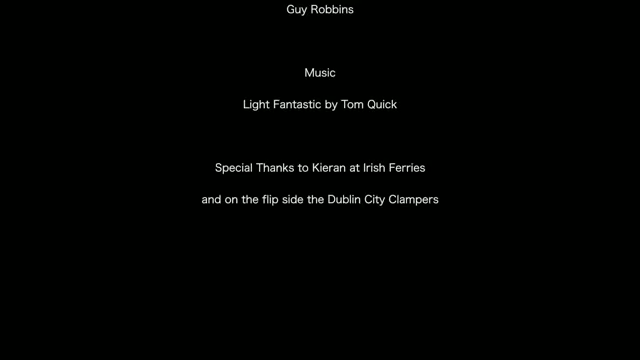 Guy Robbins
Music
Light Fantastic by Tom Quick
Special Thanks to Kieran at Irish Ferries
and on the flip side the Dublin City Clampers